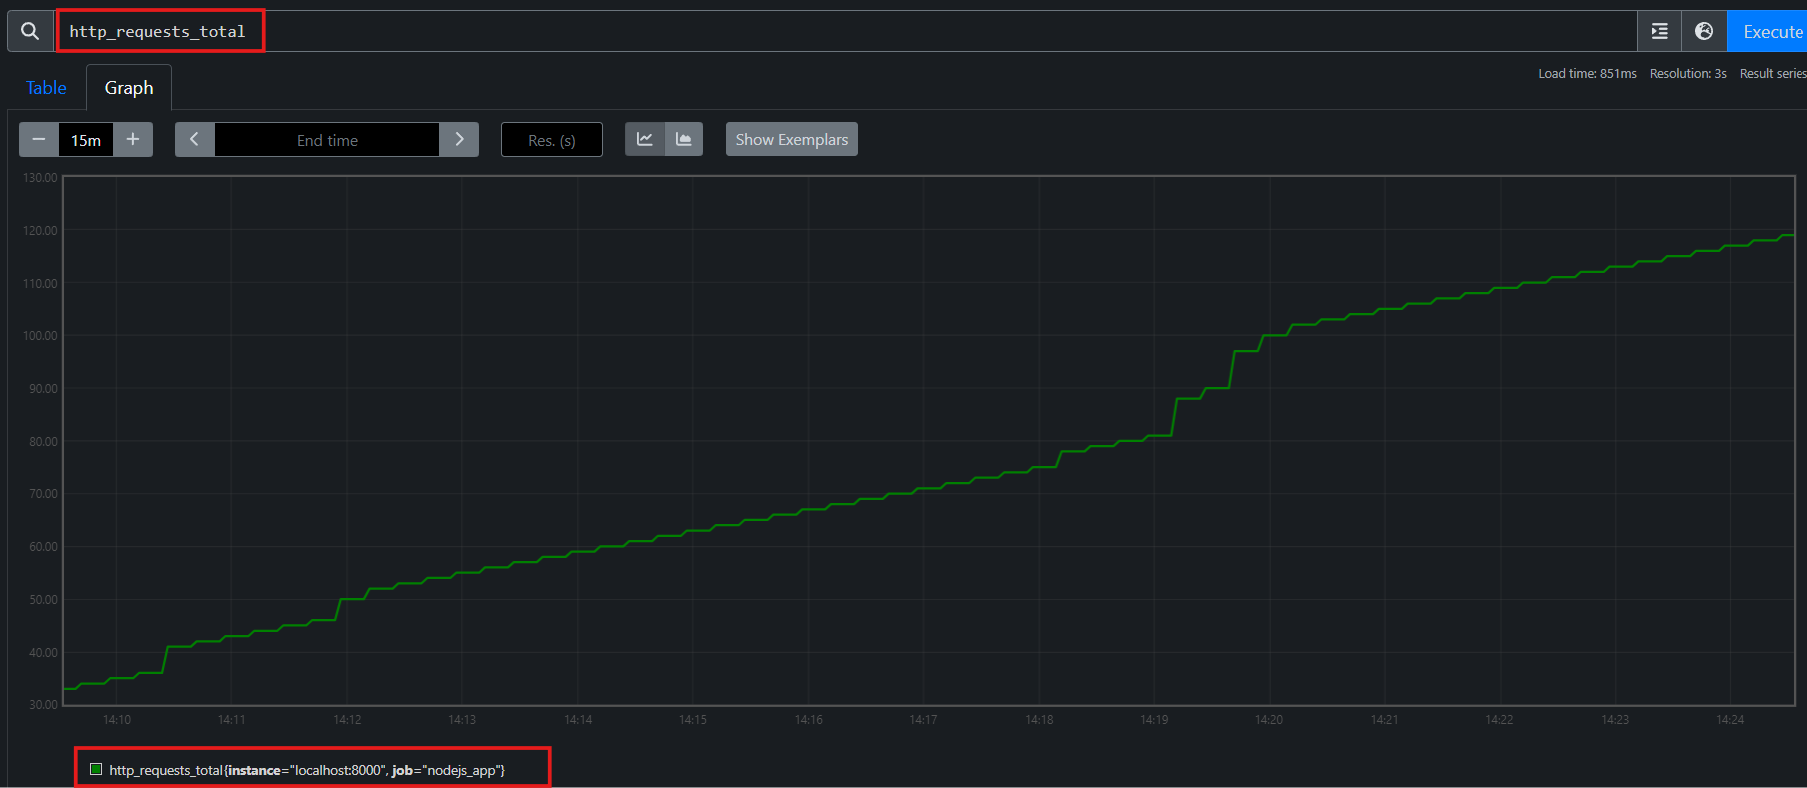 http_requests_total
Execute
Table
Graph
Load time: 851ms Resolution: 3s Result series
− 15m +
End time
Res. (s)
Show Exemplars
130.00
120.00
110.00
100.00
90.00
80.00
70.00
60.00
50.00
40.00
30.00
14:10 14:11 14:12 14:13 14:14 14:15 14:16 14:17 14:18 14:19 14:20 14:21 14:22 14:23 14:24
http_requests_total{instance="localhost:8000", job="nodejs_app"}